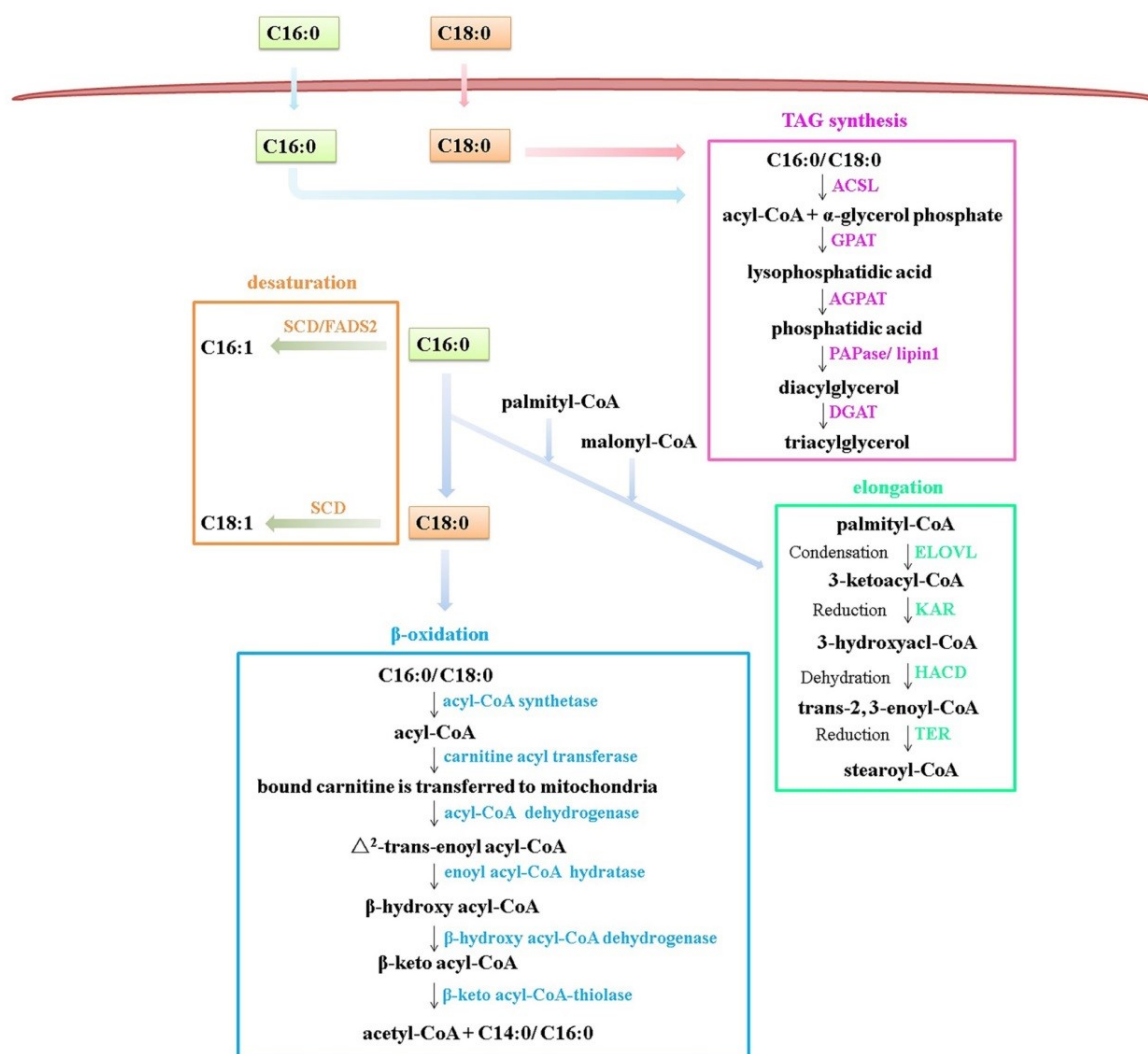 C16:0
C18:0
C16:0
C18:0
TAG synthesis
C16:0/ C18:0
ACSL
acyl-CoA + α-glycerol phosphate
GPAT
lysophosphatidic acid
AGPAT
phosphatidic acid
PAPase/ lipin1
diacylglycerol
DGAT
triacylglycerol
desaturation
SCD/FADS2
C16:1
C16:0
palmityl-CoA
malonyl-CoA
SCD
C18:1
C18:0
elongation
palmityl-CoA
Condensation ELOVL
3-ketoacyl-CoA
Reduction KAR
3-hydroxyacl-CoA
Dehydration HACD
trans-2, 3-enoyl-CoA
Reduction TER
stearoyl-CoA
β-oxidation
C16:0/ C18:0
acyl-CoA synthetase
acyl-CoA
carnitine acyl transferase
bound carnitine is transferred to mitochondria
acyl-CoA dehydrogenase
△²-trans-enoyl acyl-CoA
enoyl acyl-CoA hydratase
β-hydroxy acyl-CoA
β-hydroxy acyl-CoA dehydrogenase
β-keto acyl-CoA
β-keto acyl-CoA-thiolase
acetyl-CoA + C14:0/ C16:0